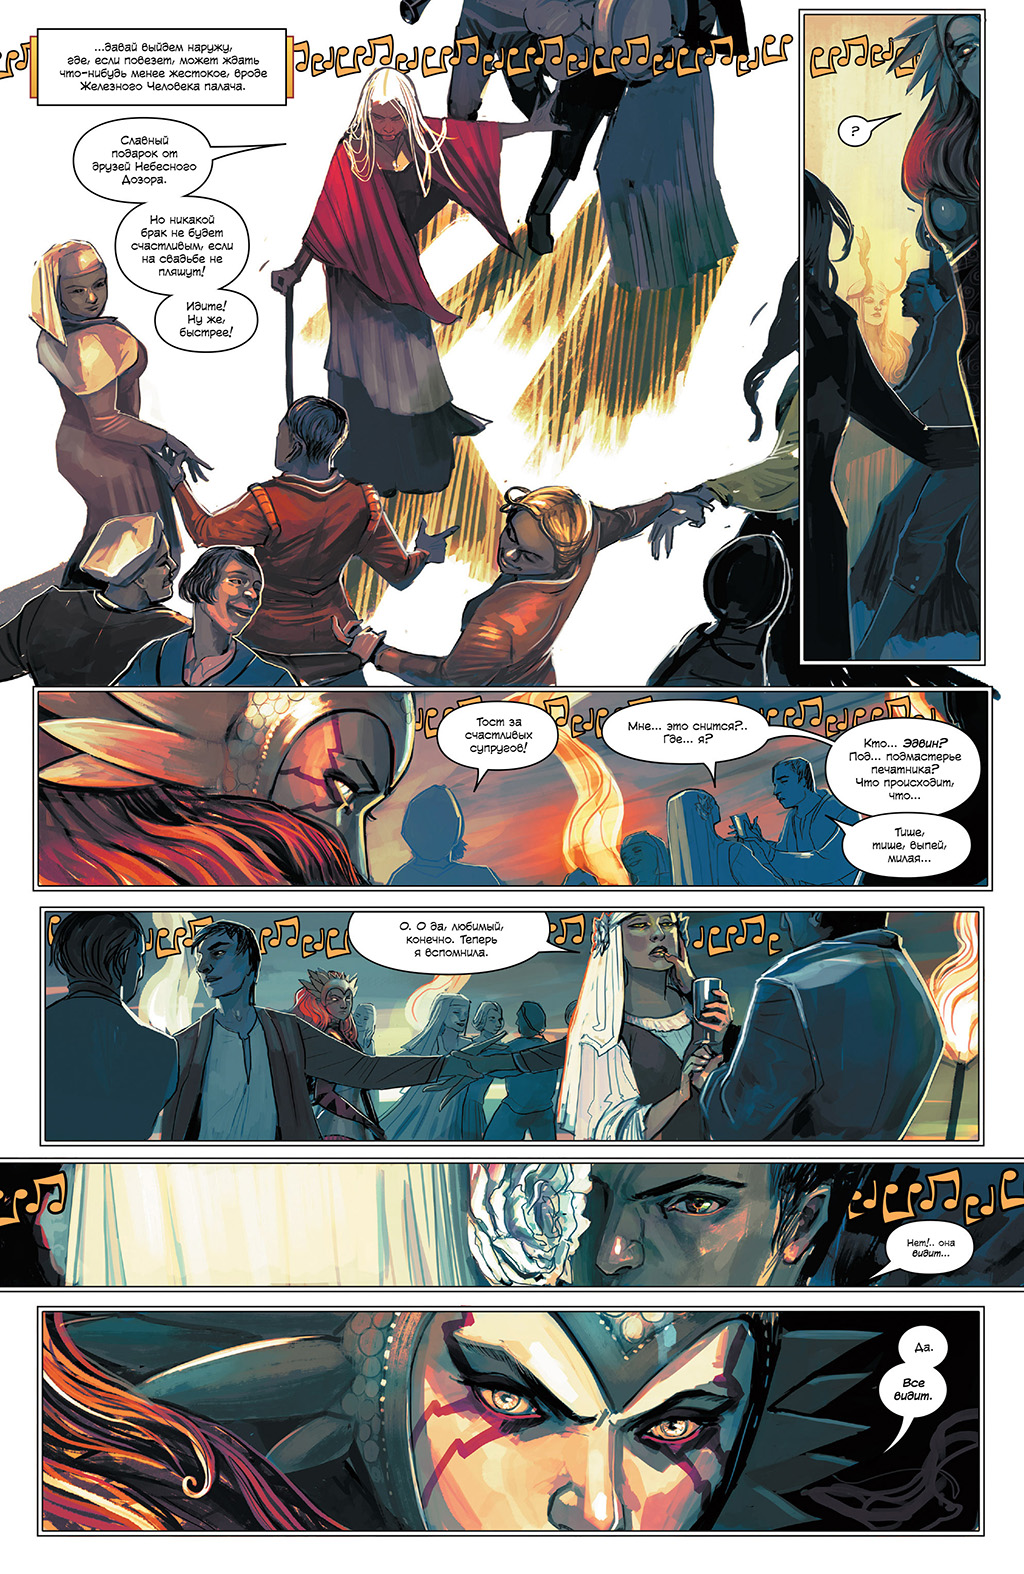 ...давай выйдем наружу,
где, если повезет, может ждать
что-нибудь менее жестокое, вроде
Железного Человека палача.
Славный
подарок от
друзей Небесного
Дозора.
Но никакой
брак не будет
счастливым, если
на свадьбе не
пляшут!
Идите!
Ну же,
быстрее!
?
Тост за
счастливых
супругов!
Мне... это снится?..
Где... я?
Кто... Эдвин?
Под... подмастерье
печатника?
Что происходит,
что...
Тише,
тише, выпей,
милая...
О. О да, любимый,
конечно. Теперь
я вспомнила.
Нет!.. она
видит...
Да.
Все
видит.